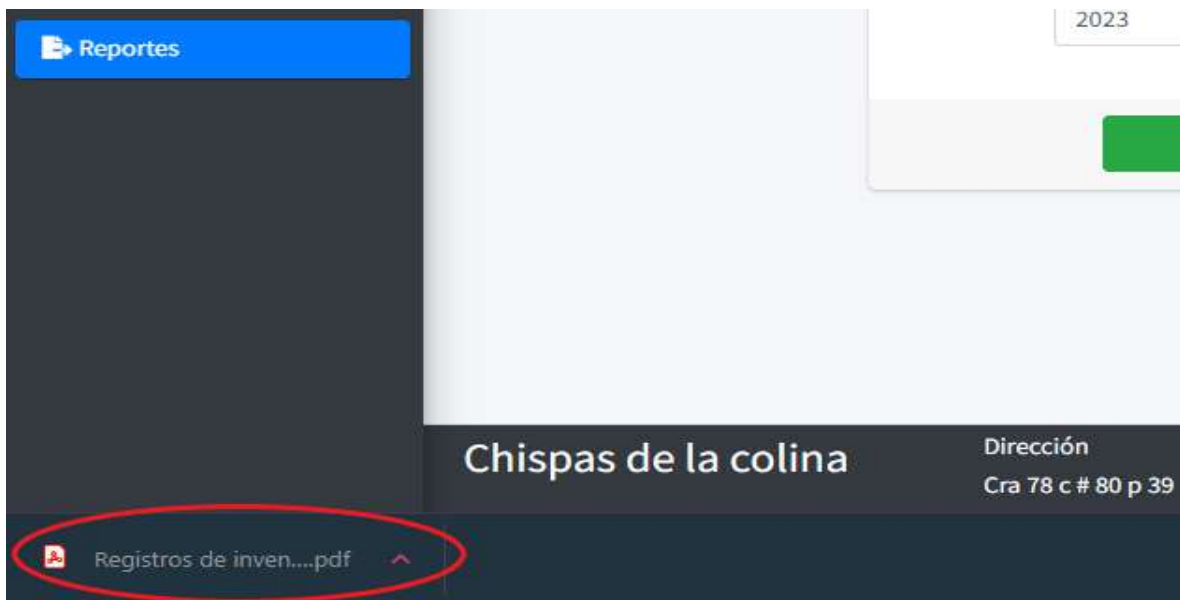 2023
Reportes
Chispas de la colina
Dirección
Cra 78 c # 80 p 39
Registros de inven....pdf